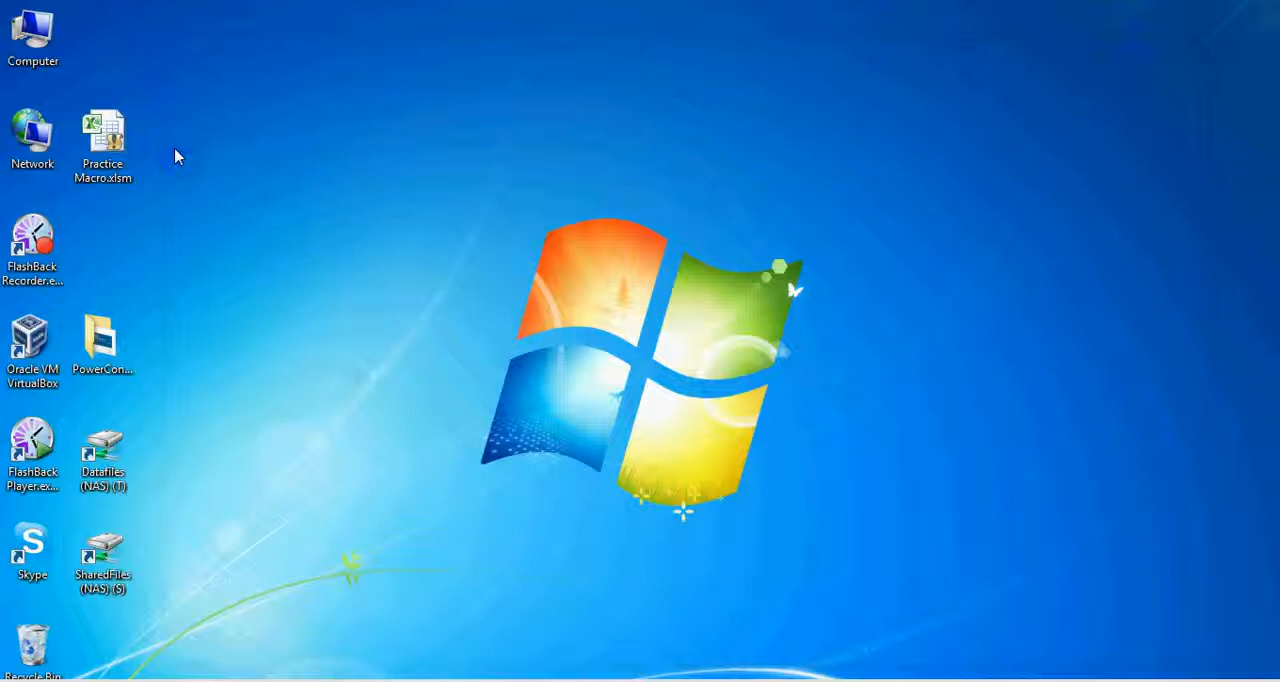 Computer
Network
Practice
Macro.xlsm
FlashBack
Recorder.e...
Oracle VM
VirtualBox
PowerCon...
FlashBack
Player.ex...
Datafiles
(NAS) (T)
S
Skype
SharedFiles
(NAS) (S)
Recycle Bin